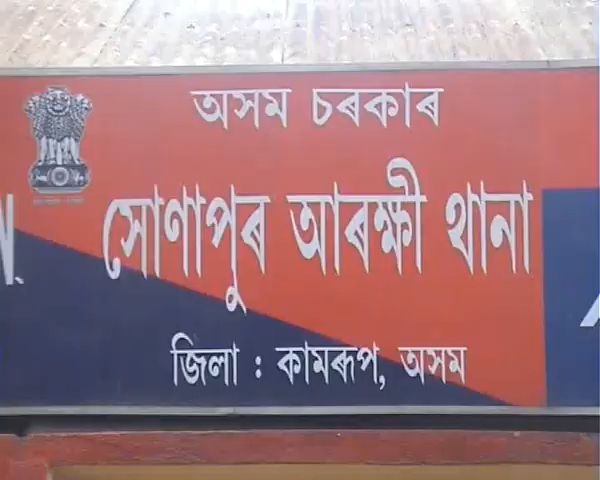 অসম চৰকাৰ
সোণাপুৰ আৰক্ষী থানা
জিলা : কামৰূপ, অসম